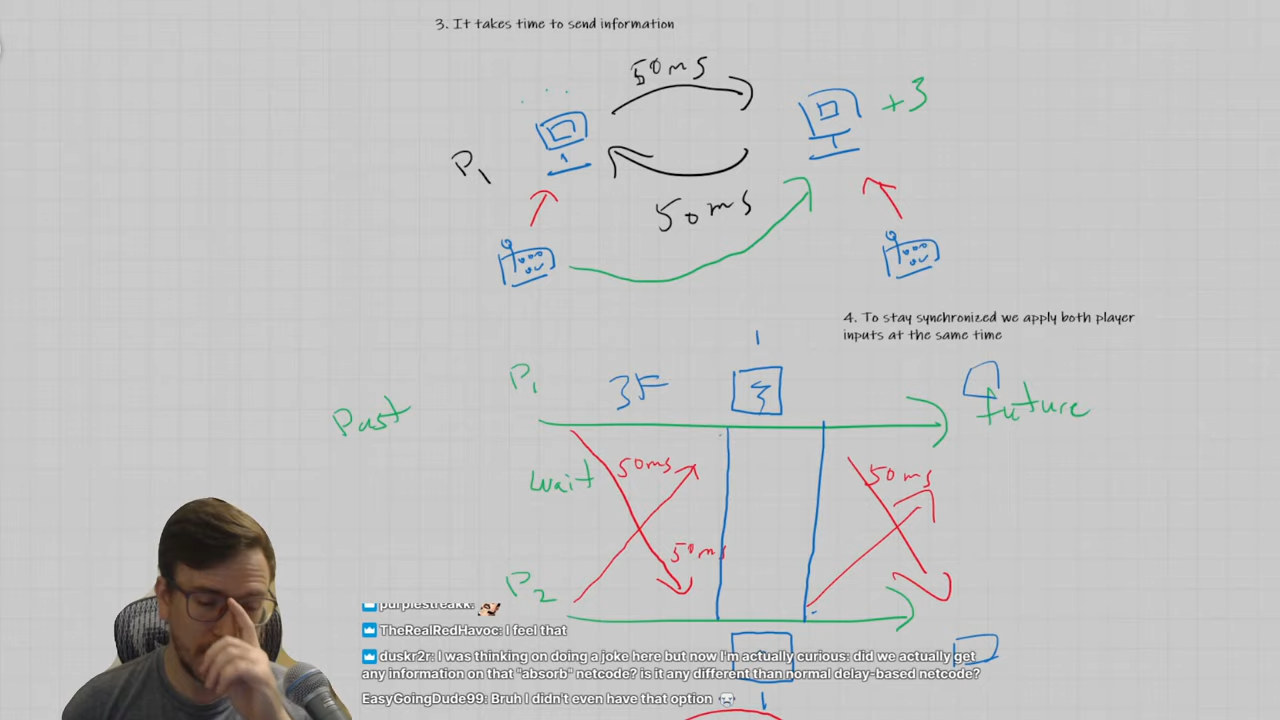 3. It takes time to send information
50ms
+3
P1
50ms
4. To stay synchronized we apply both player
inputs at the same time
1
P1
3F
3
Past
future
wait
50ms
50ms
50ms
P2
purplestreakk:
TheRealRedHavoc: I feel that
duskr2r: I was thinking on doing a joke here but now I'm actually curious: did we actually get
any information on that "absorb" netcode? is it any different than normal delay-based netcode?
EasyGoingDude99: Bruh I didn't even have that option
1